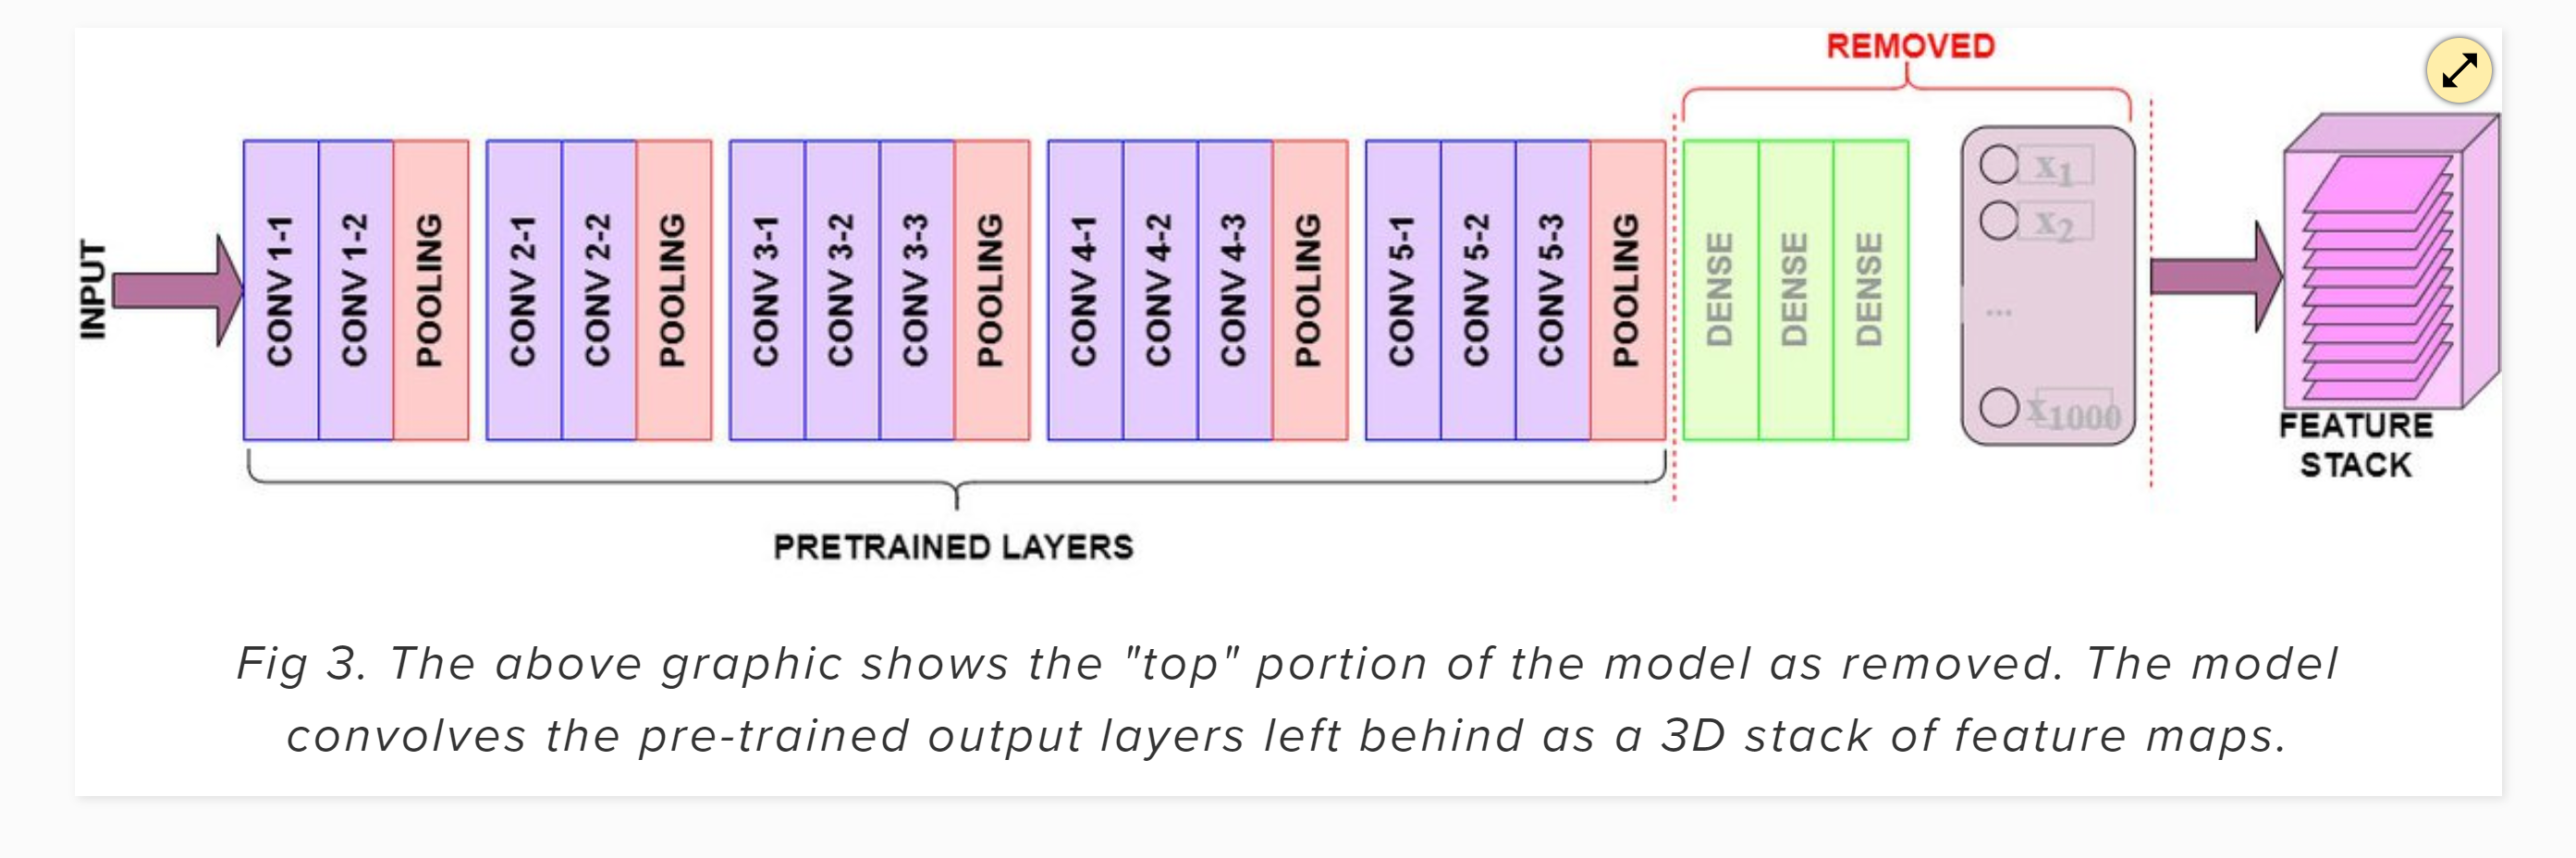 REMOVED
INPUT
CONV 1-1
CONV 1-2
POOLING
CONV 2-1
CONV 2-2
POOLING
CONV 3-1
CONV 3-2
CONV 3-3
POOLING
CONV 4-1
CONV 4-2
CONV 4-3
POOLING
CONV 5-1
CONV 5-2
CONV 5-3
POOLING
DENSE
DENSE
DENSE
x1
x2
...
x1000
FEATURE
STACK
PRETRAINED LAYERS
Fig 3. The above graphic shows the "top" portion of the model as removed. The model
convolves the pre-trained output layers left behind as a 3D stack of feature maps.